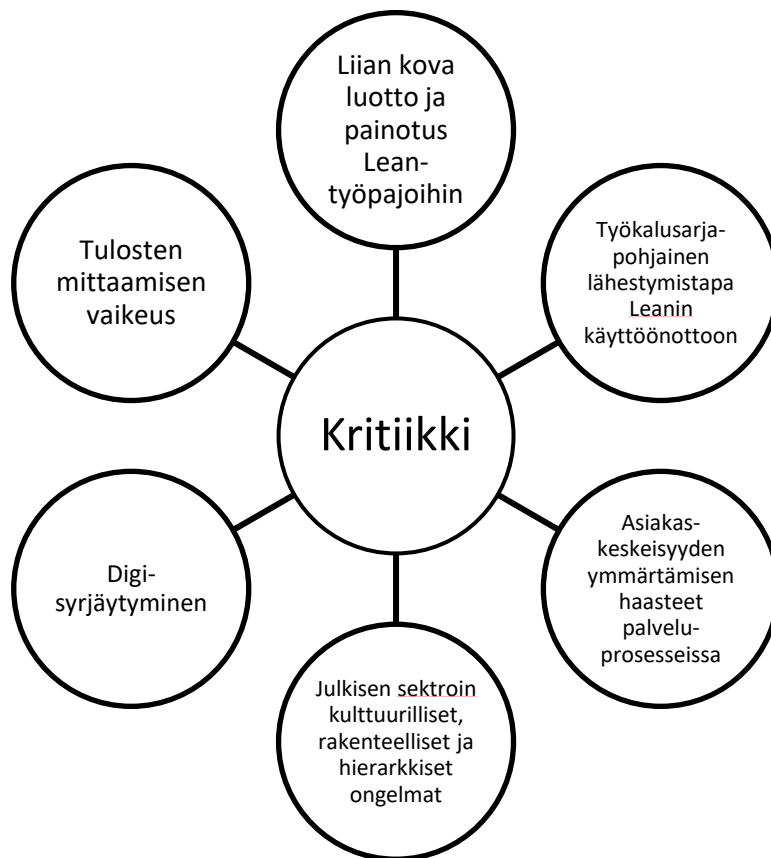 Liian kova
luotto ja
painotus
Lean-
työpajoihin
Työkalusarja-
pohjainen
lähestymistapa
Leanin
käyttöönottoon
Asiakas-
keskeisyyden
ymmärtämisen
haasteet
palvelu-
prosesseissa
Julkisen sektroin
kulttuurilliset,
rakenteelliset ja
hierarkkiset
ongelmat
Digi-
syrjäytyminen
Tulosten
mittaamisen
vaikeus
Kritiikki